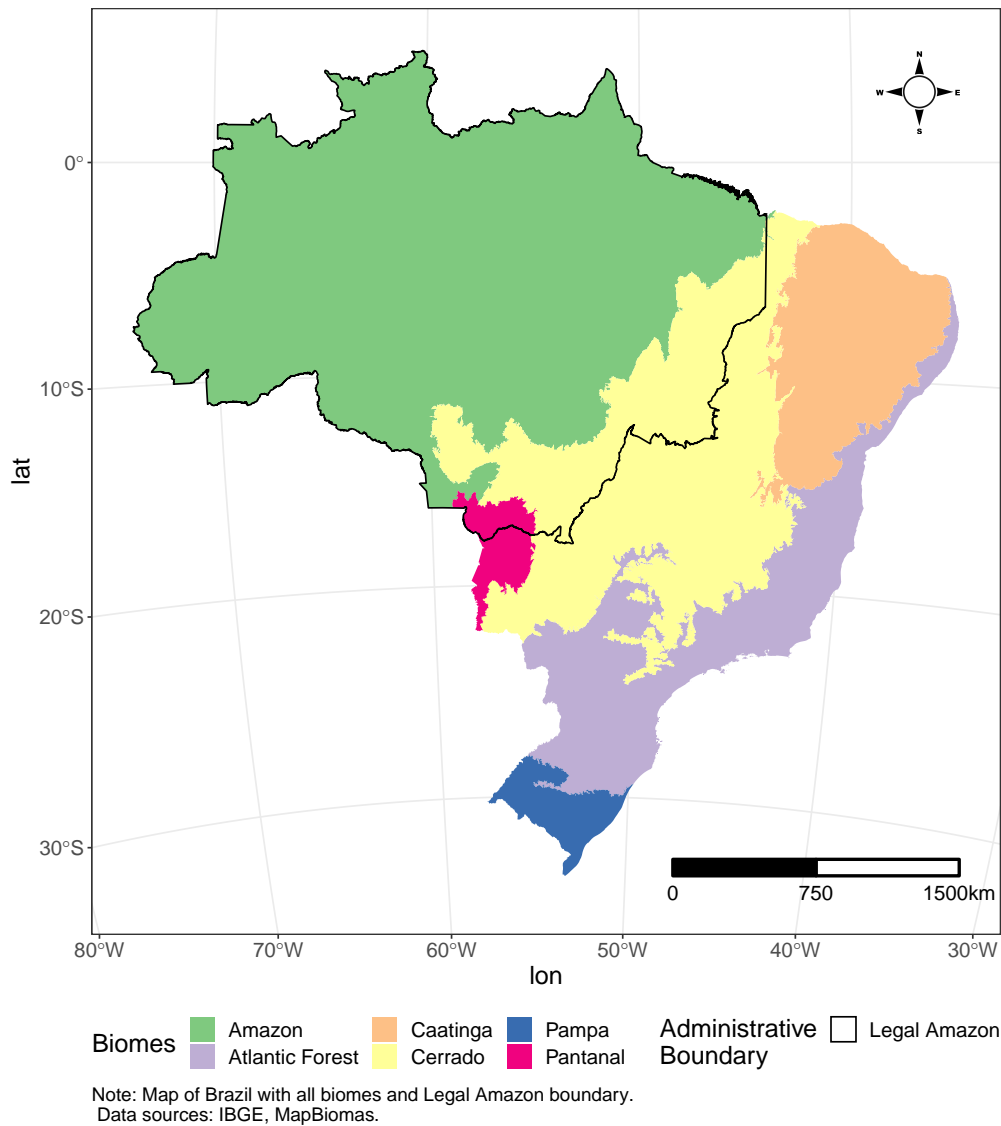 N
W E
S
0°
10°S
20°S
30°S
lat
0 750 1500km
80°W 70°W 60°W 50°W 40°W 30°W
lon
Biomes Amazon Caatinga Pampa Administrative Legal Amazon
Atlantic Forest Cerrado Pantanal Boundary
Note: Map of Brazil with all biomes and Legal Amazon boundary.
Data sources: IBGE, MapBiomas.